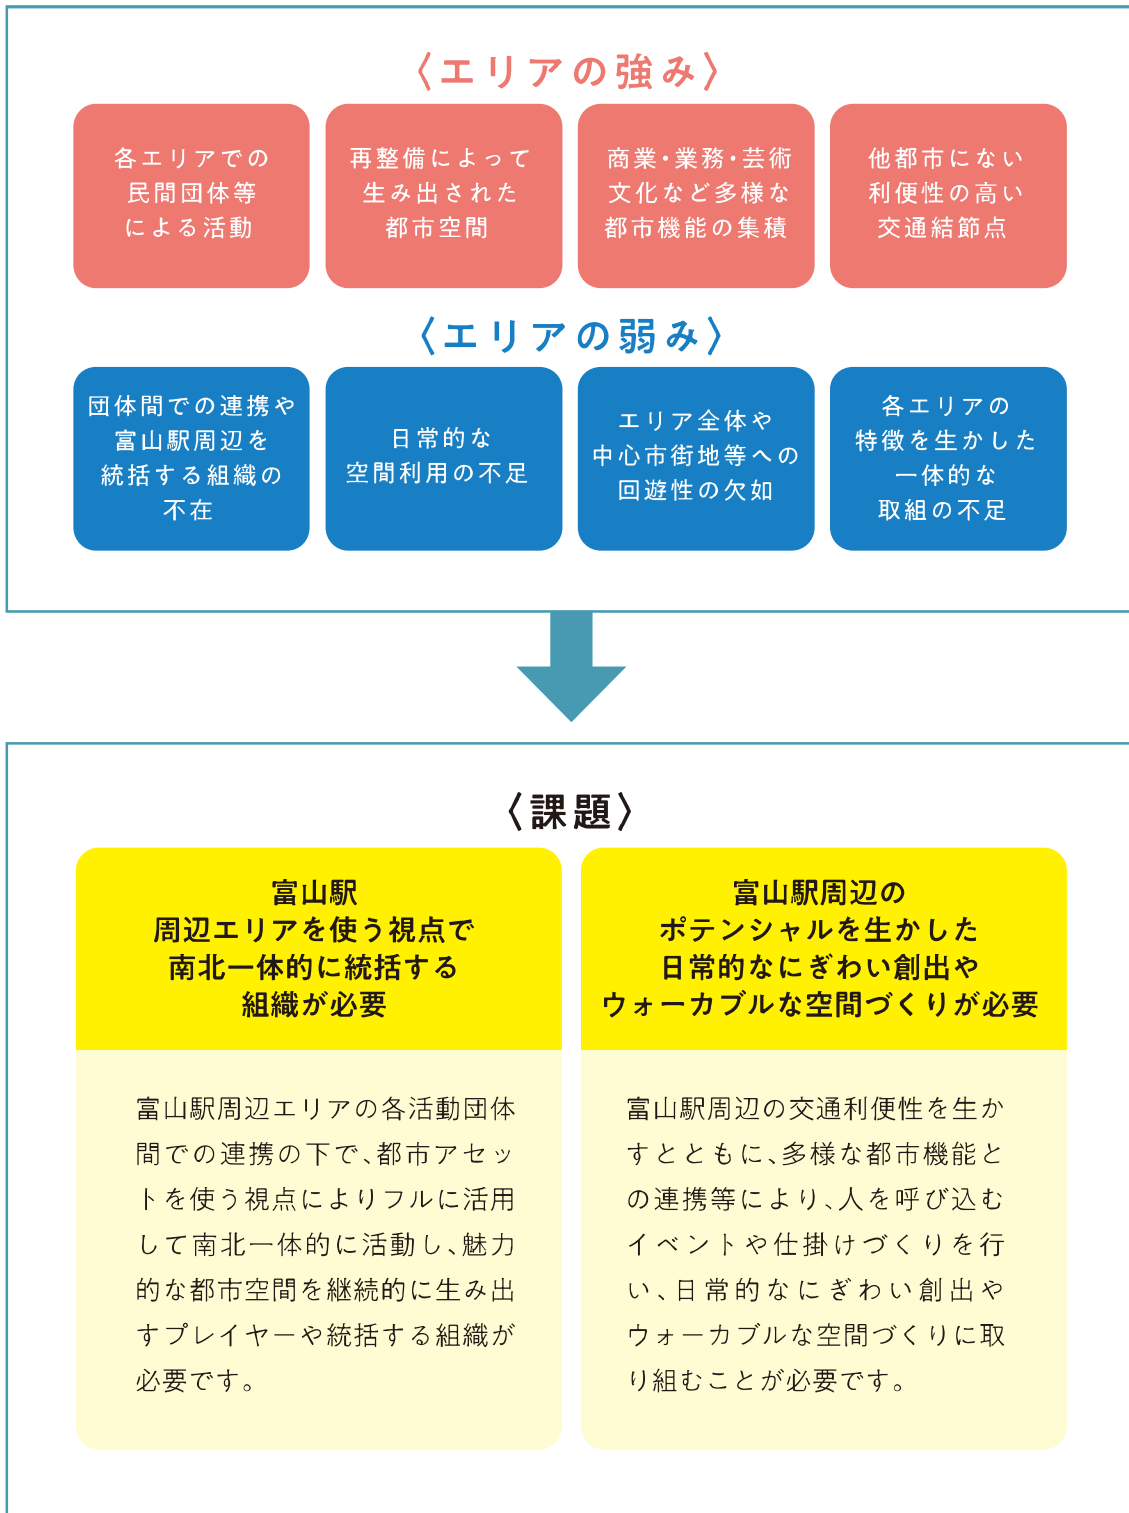 〈エリアの強み〉
各エリアでの
民間団体等
による活動
再整備によって
生み出された
都市空間
商業・業務・芸術
文化など多様な
都市機能の集積
他都市にない
利便性の高い
交通結節点
〈エリアの弱み〉
団体間での連携や
富山駅周辺を
統括する組織の
不在
日常的な
空間利用の不足
エリア全体や
中心市街地等への
回遊性の欠如
各エリアの
特徴を生かした
一体的な
取組の不足
〈課題〉
富山駅
周辺エリアを使う視点で
南北一体的に統括する
組織が必要
富山駅周辺エリアの各活動団体
間での連携の下で、都市アセッ
トを使う視点によりフルに活用
して南北一体的に活動し、魅力
的な都市空間を継続的に生み出
すプレイヤーや統括する組織が
必要です。
富山駅周辺の
ポテンシャルを生かした
日常的なにぎわい創出や
ウォーカブルな空間づくりが必要
富山駅周辺の交通利便性を生か
すとともに、多様な都市機能と
の連携等により、人を呼び込む
イベントや仕掛けづくりを行
い、日常的なにぎわい創出や
ウォーカブルな空間づくりに取
り組むことが必要です。